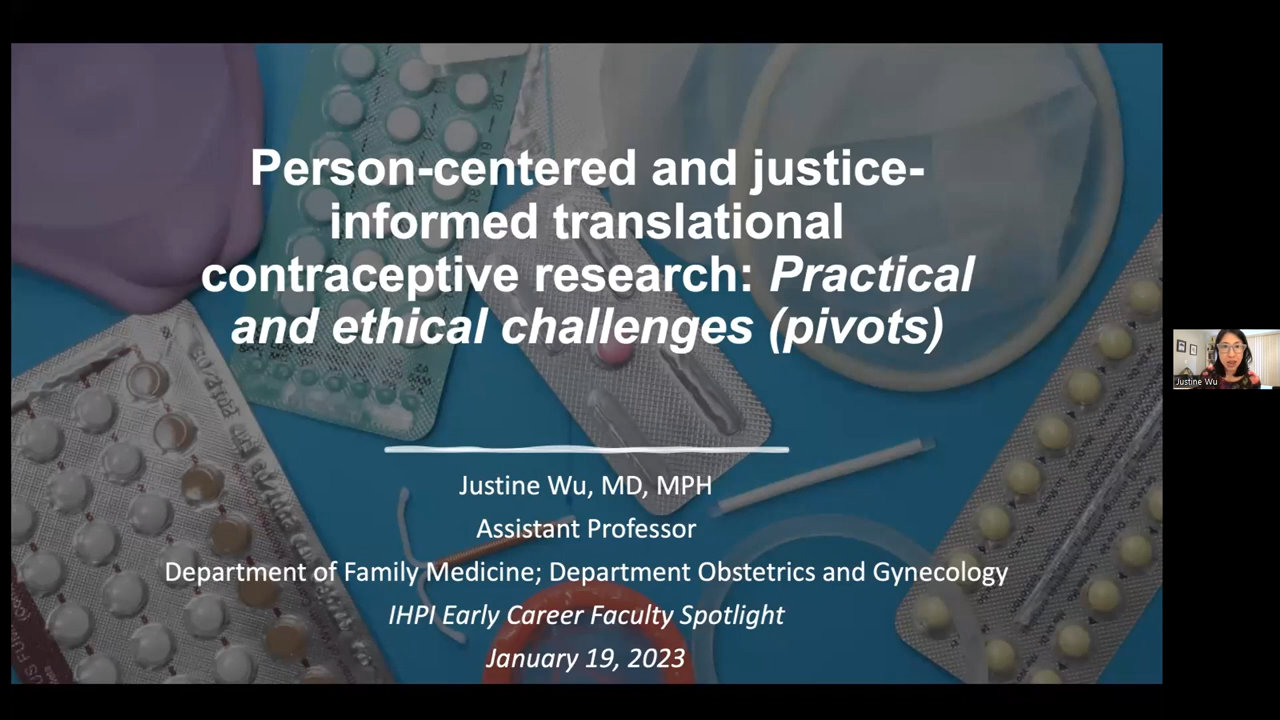 Person-centered and justice-
informed translational
contraceptive research: Practical
and ethical challenges (pivots)
Justine Wu, MD, MPH
Assistant Professor
Department of Family Medicine; Department Obstetrics and Gynecology
IHPI Early Career Faculty Spotlight
January 19, 2023
Justine Wu